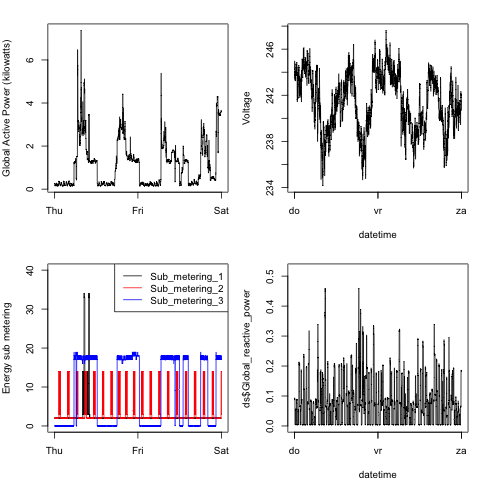 Global Active Power (kilowatts)
0 2 4 6
Thu Fri Sat
Voltage
234 238 242 246
do vr za
datetime
Energy sub metering
0 10 20 30 40
Sub_metering_1
Sub_metering_2
Sub_metering_3
Thu Fri Sat
ds$Global_reactive_power
0.0 0.1 0.2 0.3 0.4 0.5
do vr za
datetime